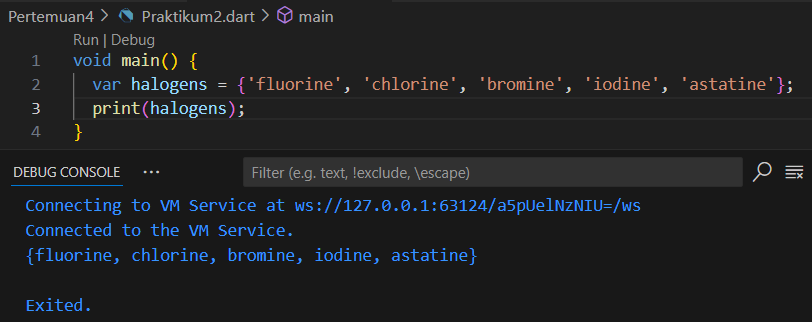 Pertemuan4 > Praktikum2.dart > main
Run | Debug
1 void main() {
2 var halogens = {'fluorine', 'chlorine', 'bromine', 'iodine', 'astatine'};
3 print(halogens);
4 }
DEBUG CONSOLE ... Filter (e.g. text, !exclude, \escape)
Connecting to VM Service at ws://127.0.0.1:63124/a5pUelNzNIU=/ws
Connected to the VM Service.
{fluorine, chlorine, bromine, iodine, astatine}
Exited.